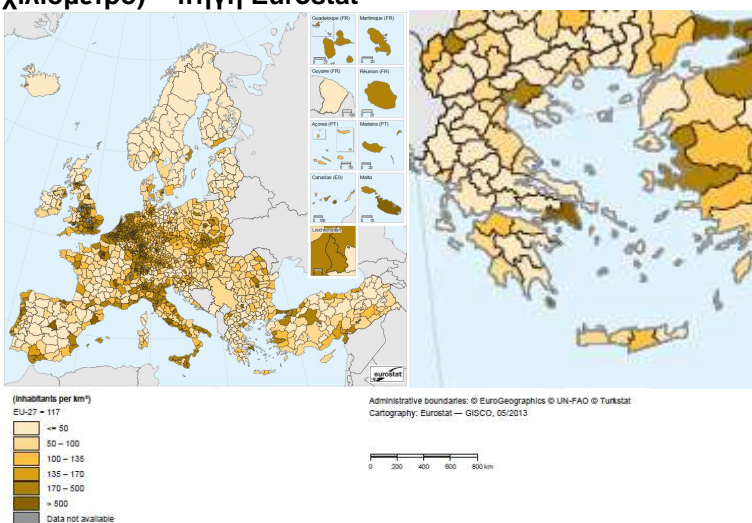 χιλιόμετρο) – πηγή Eurostat
Guadeloupe (FR)
Martinique (FR)
Guyane (FR)
Réunion (FR)
Açores (PT)
Madeira (PT)
Canarias (ES)
Malta
Liechtenstein
eurostat
(Inhabitants per km²)
EU-27 = 117
<= 50
50 – 100
100 – 135
135 – 170
170 – 500
> 500
Data not available
Administrative boundaries: © EuroGeographics © UN-FAO © Turkstat
Cartography: Eurostat — GISCO, 05/2013
0 200 400 600 800 km